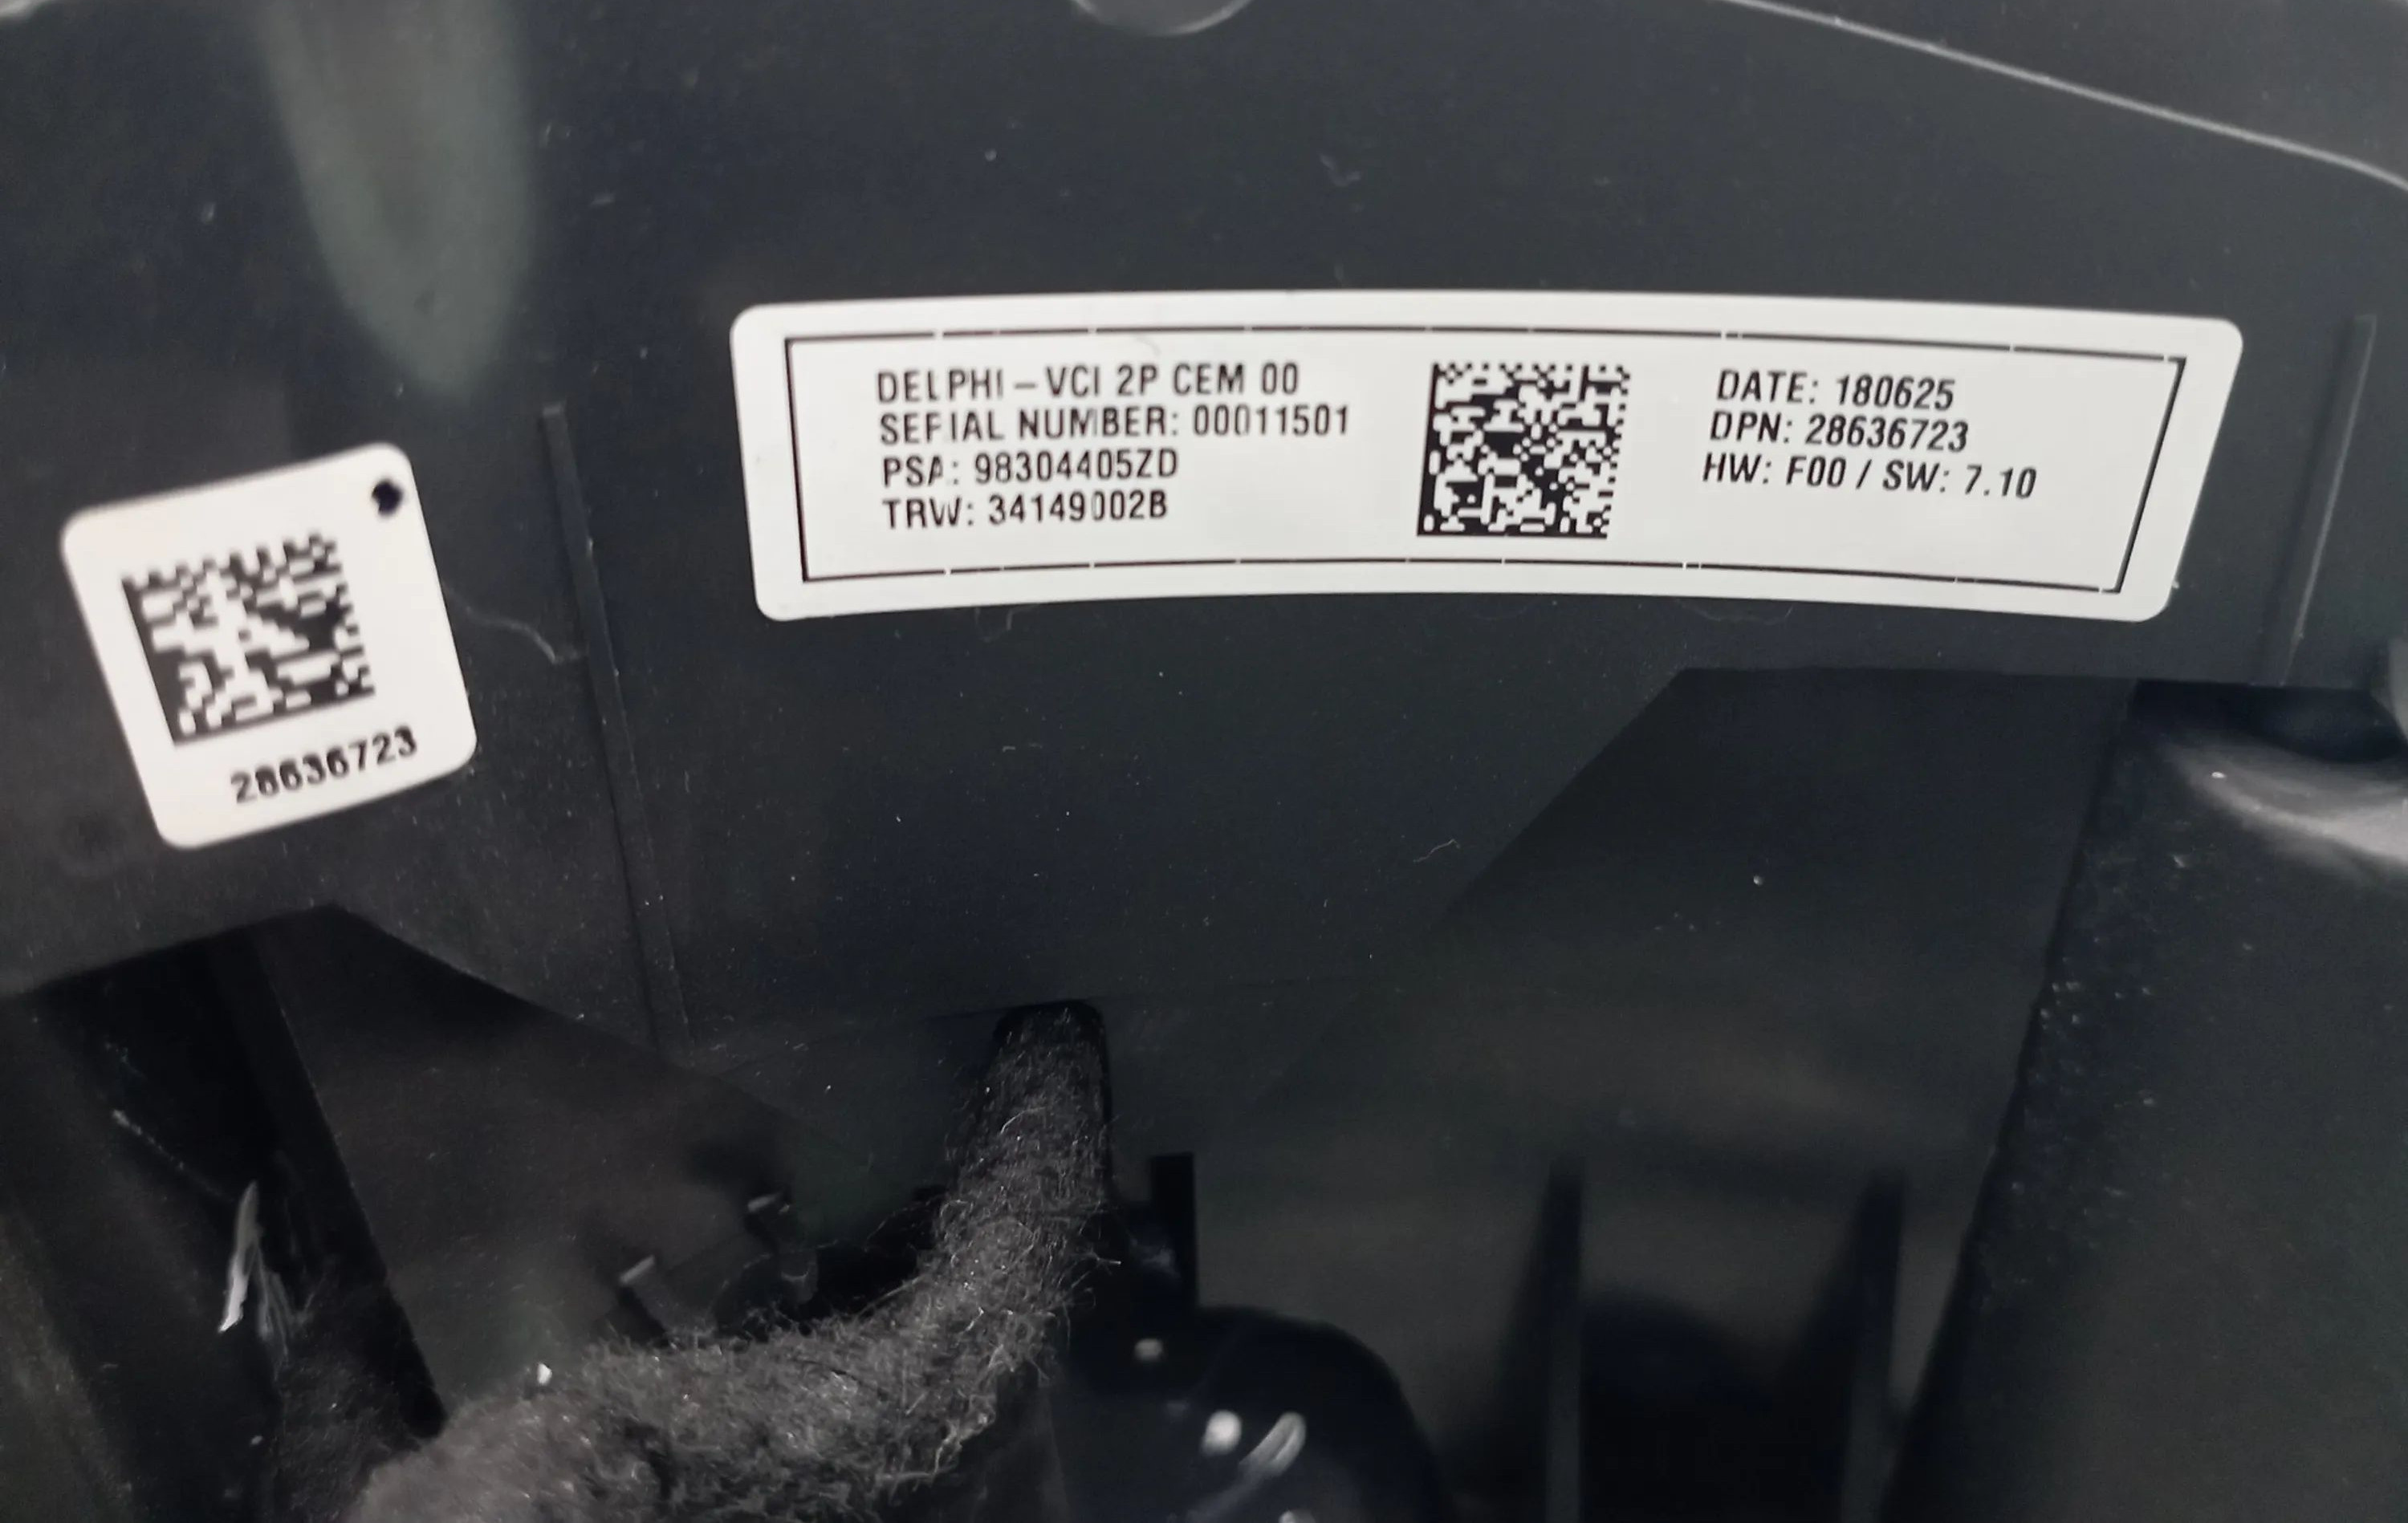 DELPHI – VCI 2P CEM 00
SERIAL NUMBER: 00011501
PSA: 98304405ZD
TRW: 34149002B
DATE: 180625
DPN: 28636723
HW: F00 / SW: 7.10
28636723